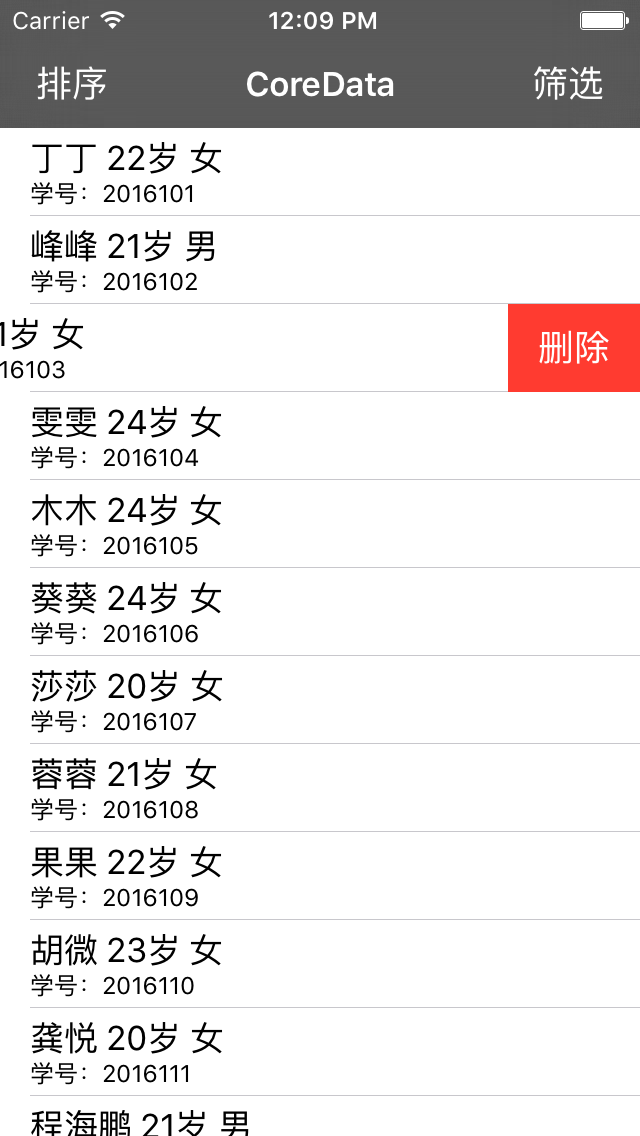 Carrier 12:09 PM
排序 CoreData 筛选
丁丁 22岁 女
学号：2016101
峰峰 21岁 男
学号：2016102
1岁 女
16103
删除
雯雯 24岁 女
学号：2016104
木木 24岁 女
学号：2016105
葵葵 24岁 女
学号：2016106
莎莎 20岁 女
学号：2016107
蓉蓉 21岁 女
学号：2016108
果果 22岁 女
学号：2016109
胡微 23岁 女
学号：2016110
龚悦 20岁 女
学号：2016111
程海鹏 21岁 男